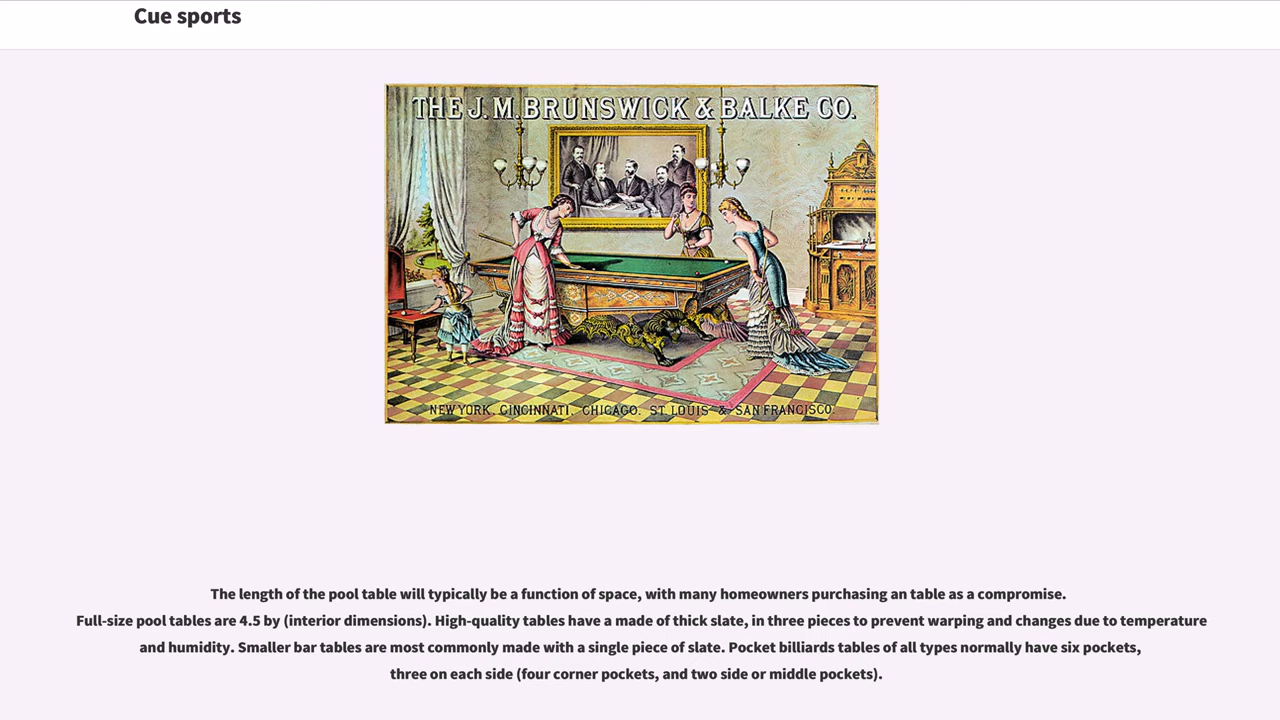 Cue sports
THE J. M. BRUNSWICK & BALKE CO.
NEW YORK. CINCINNATI. CHICAGO. ST. LOUIS & SAN FRANCISCO.
The length of the pool table will typically be a function of space, with many homeowners purchasing an table as a compromise.
Full-size pool tables are 4.5 by (interior dimensions). High-quality tables have a made of thick slate, in three pieces to prevent warping and changes due to temperature
and humidity. Smaller bar tables are most commonly made with a single piece of slate. Pocket billiards tables of all types normally have six pockets,
three on each side (four corner pockets, and two side or middle pockets).